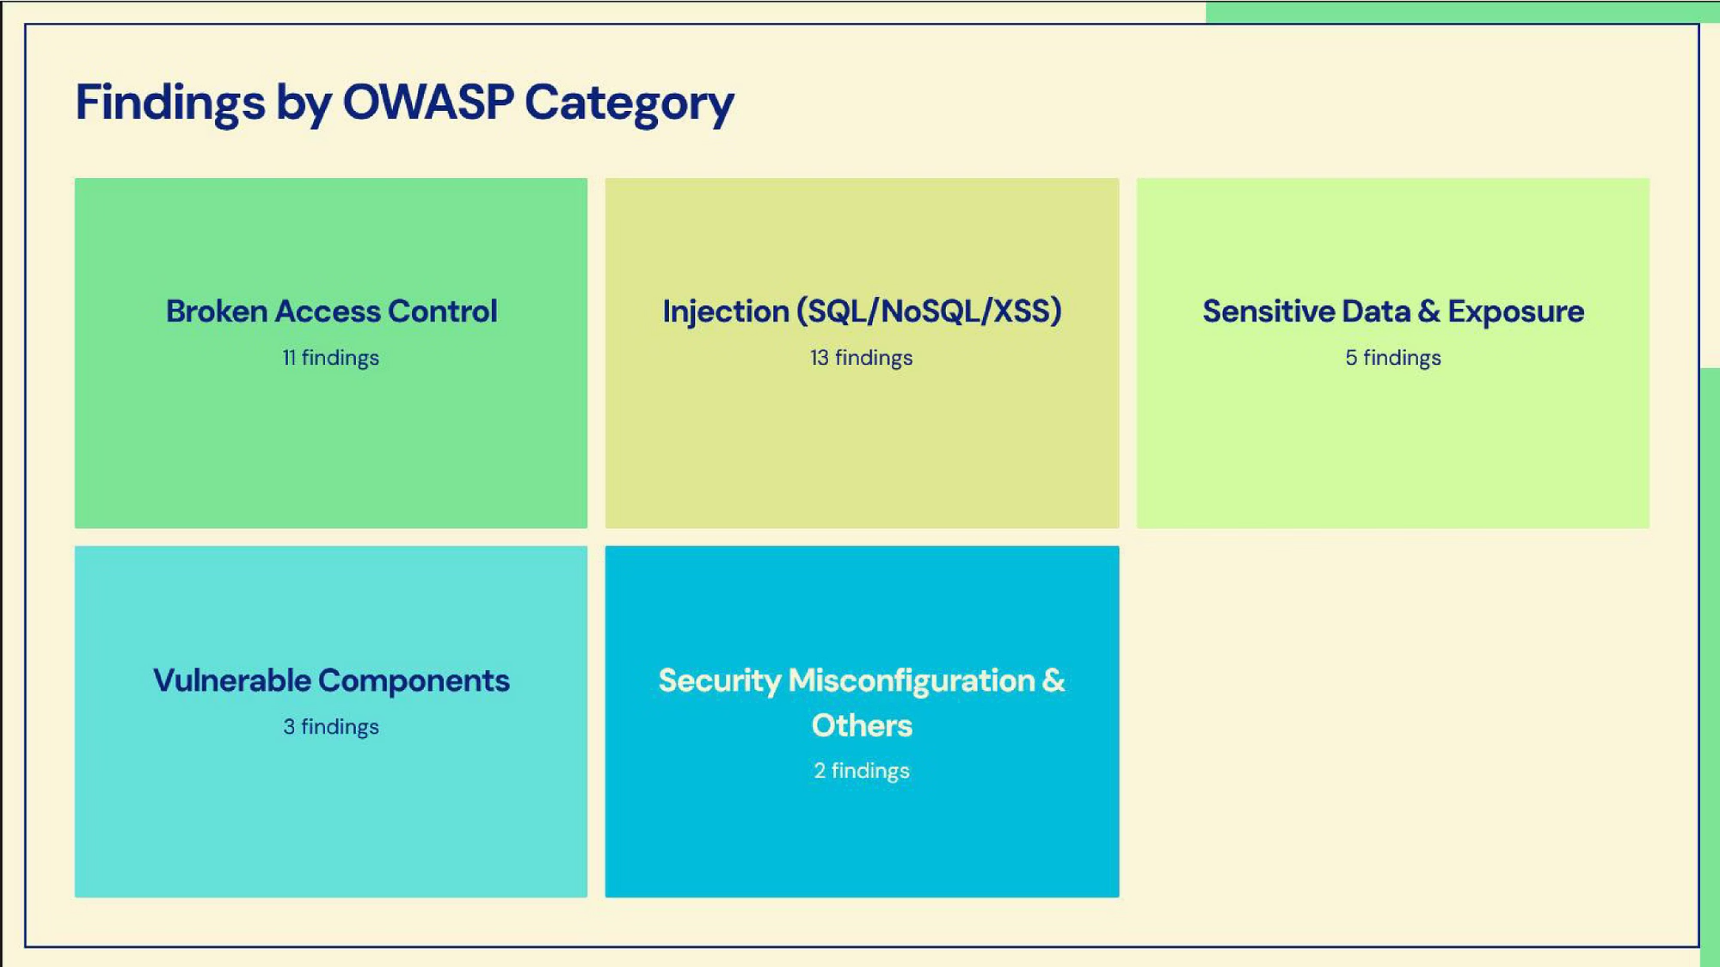 Findings by OWASP Category
Broken Access Control
11 findings
Injection (SQL/NoSQL/XSS)
13 findings
Sensitive Data & Exposure
5 findings
Vulnerable Components
3 findings
Security Misconfiguration &
Others
2 findings